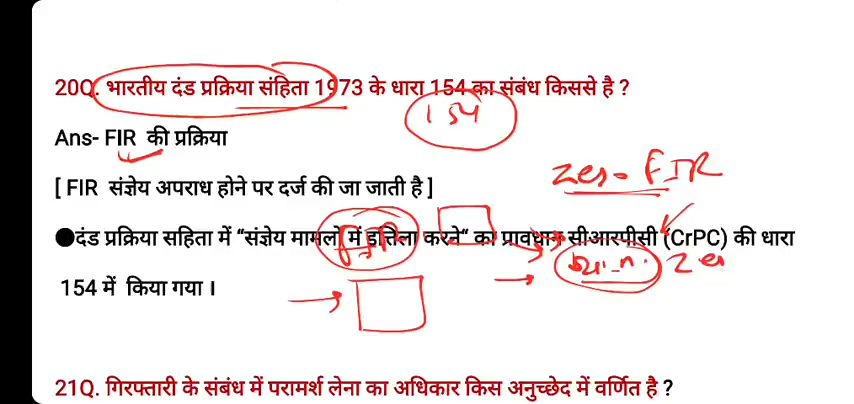 20Q. भारतीय दंड प्रक्रिया संहिता 1973 के धारा 154 का संबंध किससे है ?
154
Ans- FIR की प्रक्रिया
Zero - FIR
[ FIR संज्ञेय अपराध होने पर दर्ज की जा जाती है ]
●दंड प्रक्रिया सहिता में “संज्ञेय मामलो में इत्तिला करने“ का प्रावधान सीआरपीसी (CrPC) की धारा
154 में किया गया ।
21Q. गिरफ्तारी के संबंध में परामर्श लेना का अधिकार किस अनुच्छेद में वर्णित है ?